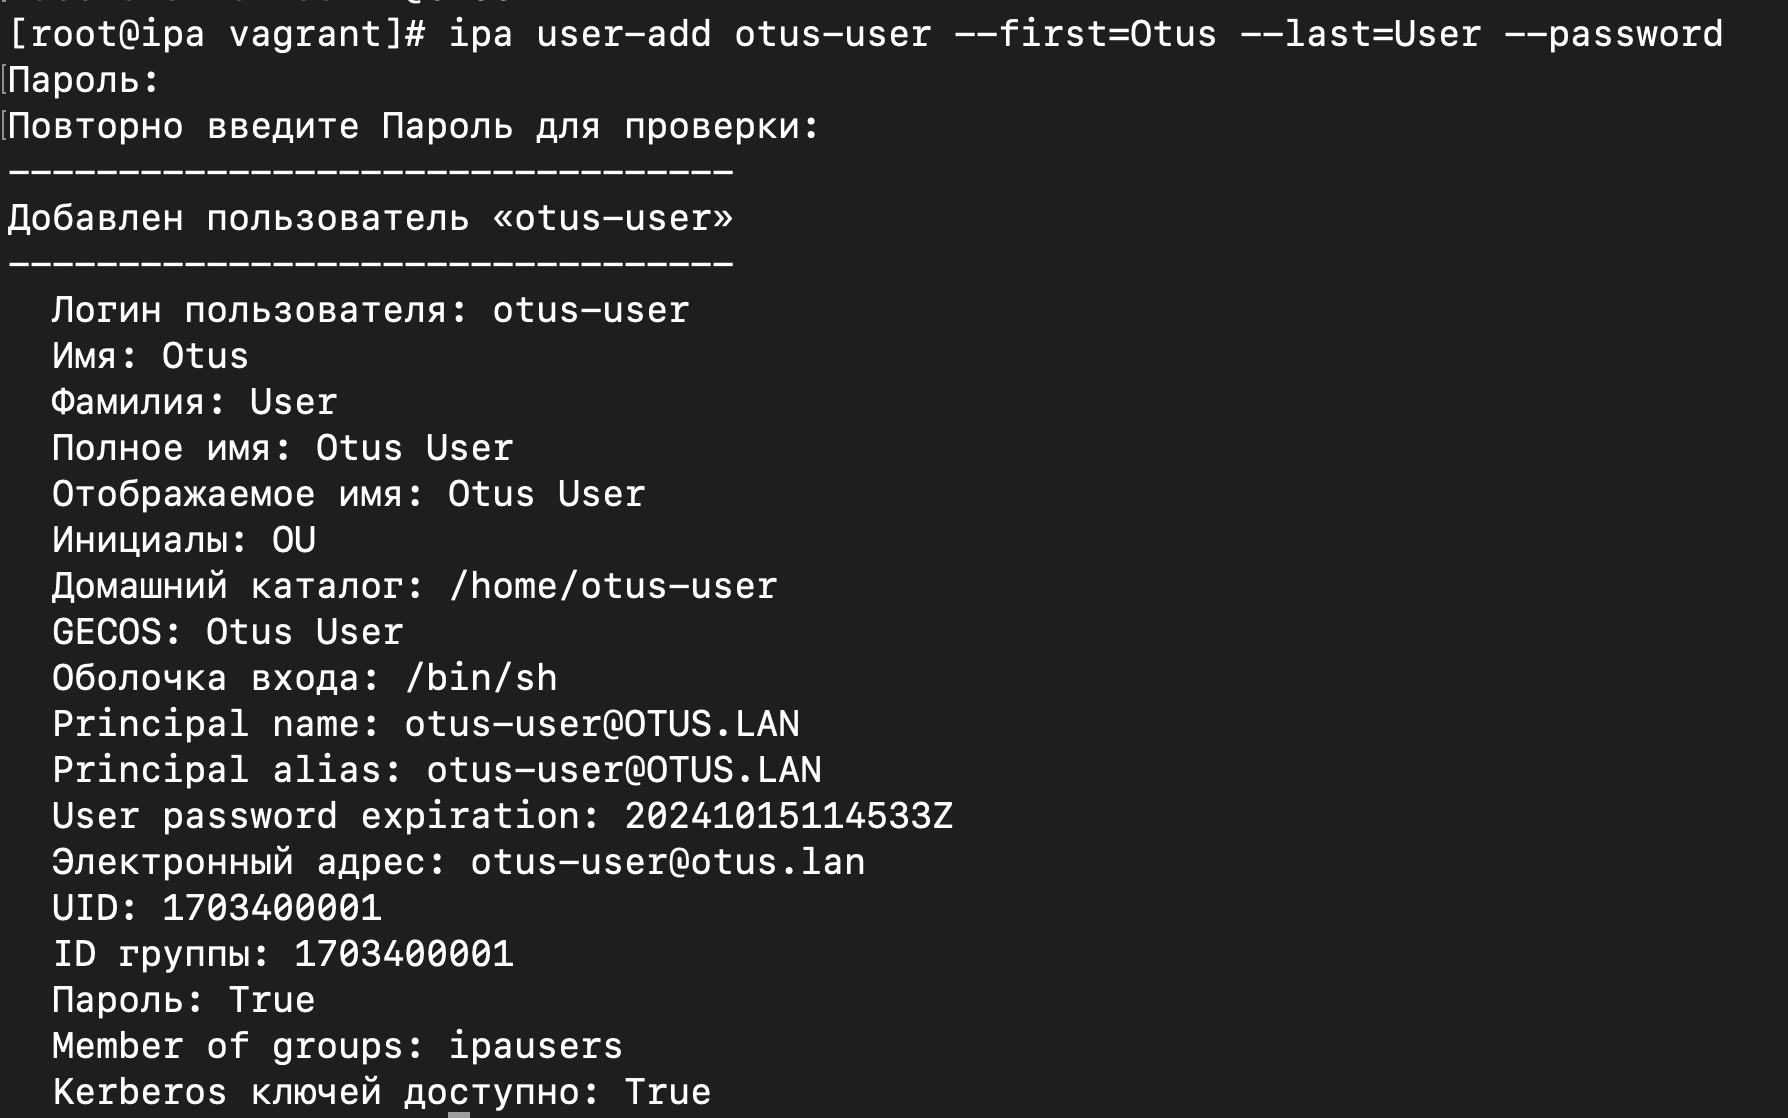 [root@ipa vagrant]# ipa user-add otus-user --first=Otus --last=User --password
[Пароль:
[Повторно введите Пароль для проверки:
---------------------------------
Добавлен пользователь «otus-user»
---------------------------------
Логин пользователя: otus-user
Имя: Otus
Фамилия: User
Полное имя: Otus User
Отображаемое имя: Otus User
Инициалы: OU
Домашний каталог: /home/otus-user
GECOS: Otus User
Оболочка входа: /bin/sh
Principal name: otus-user@OTUS.LAN
Principal alias: otus-user@OTUS.LAN
User password expiration: 20241015114533Z
Электронный адрес: otus-user@otus.lan
UID: 1703400001
ID группы: 1703400001
Пароль: True
Member of groups: ipausers
Kerberos ключей доступно: True